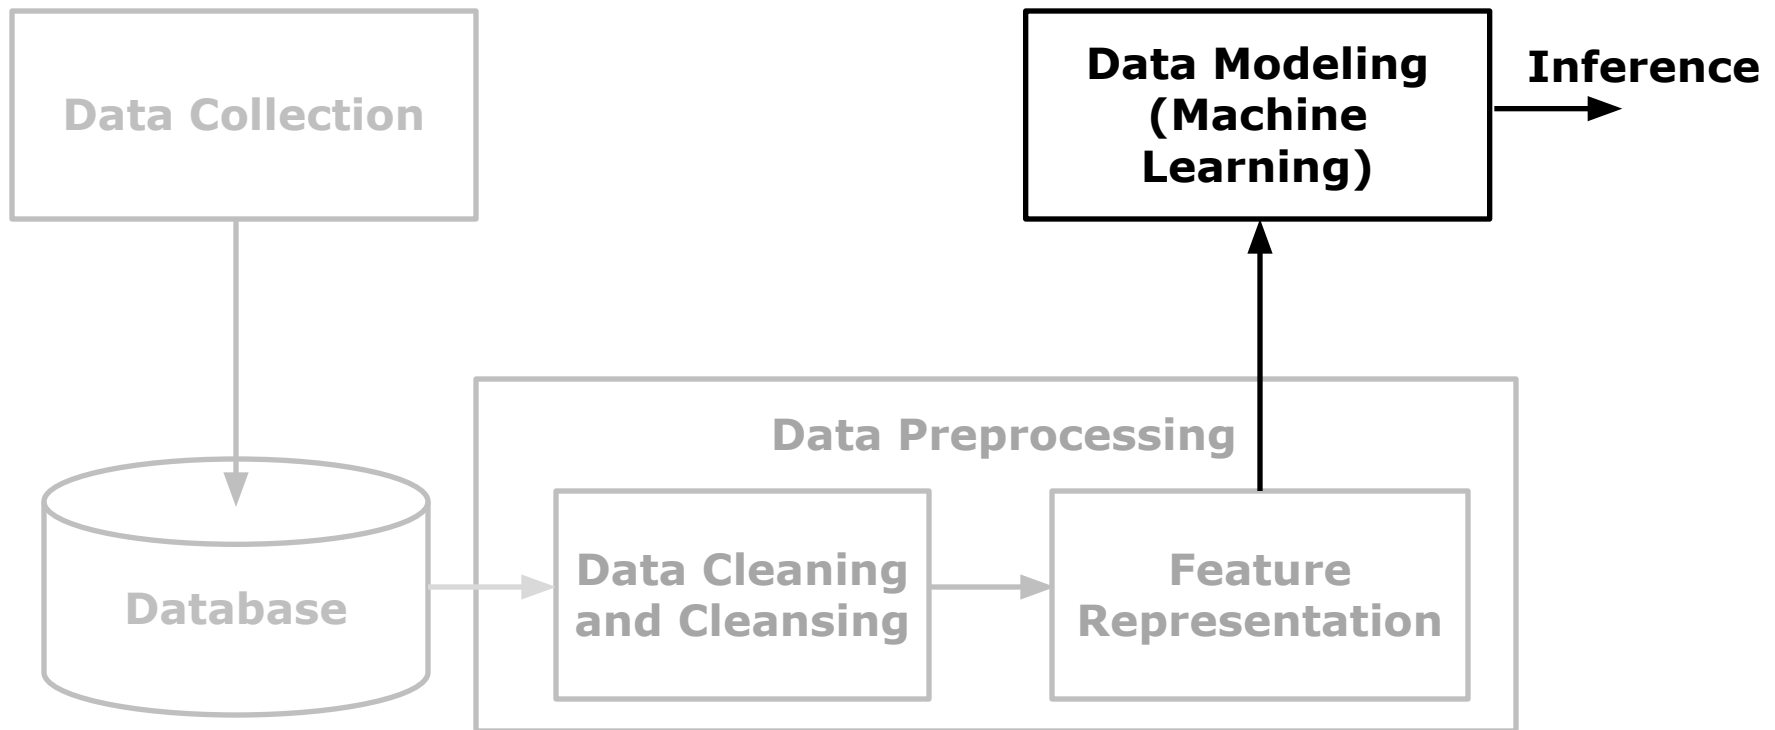 Data Collection
Data Modeling
(Machine
Learning)
Inference
Data Preprocessing
Database
Data Cleaning
and Cleansing
Feature
Representation